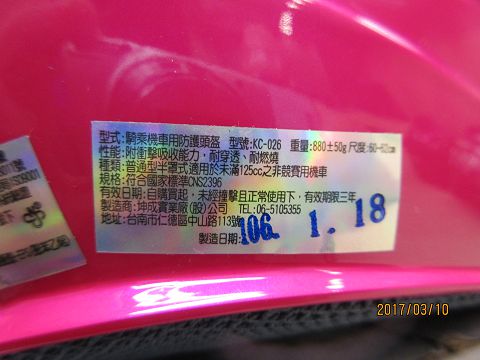 型式:騎乘機車用防護頭盔 型號:KC-026 重量:880±50g 尺度:60-62cm
性能:耐衝擊吸收能力、耐穿透、耐燃燒
類型:普通型半罩式適用於未滿125cc之非競賽用機車
規格:符合國家標準CNS2396
有效日期:自購買起,未經撞擊且正常使用下,有效期限三年
製造商:坤成實業廠(股)公司 TEL:06-5105355
地址:台南市仁德區中山路113號
製造日期:
106. 1. 18
2017/03/10